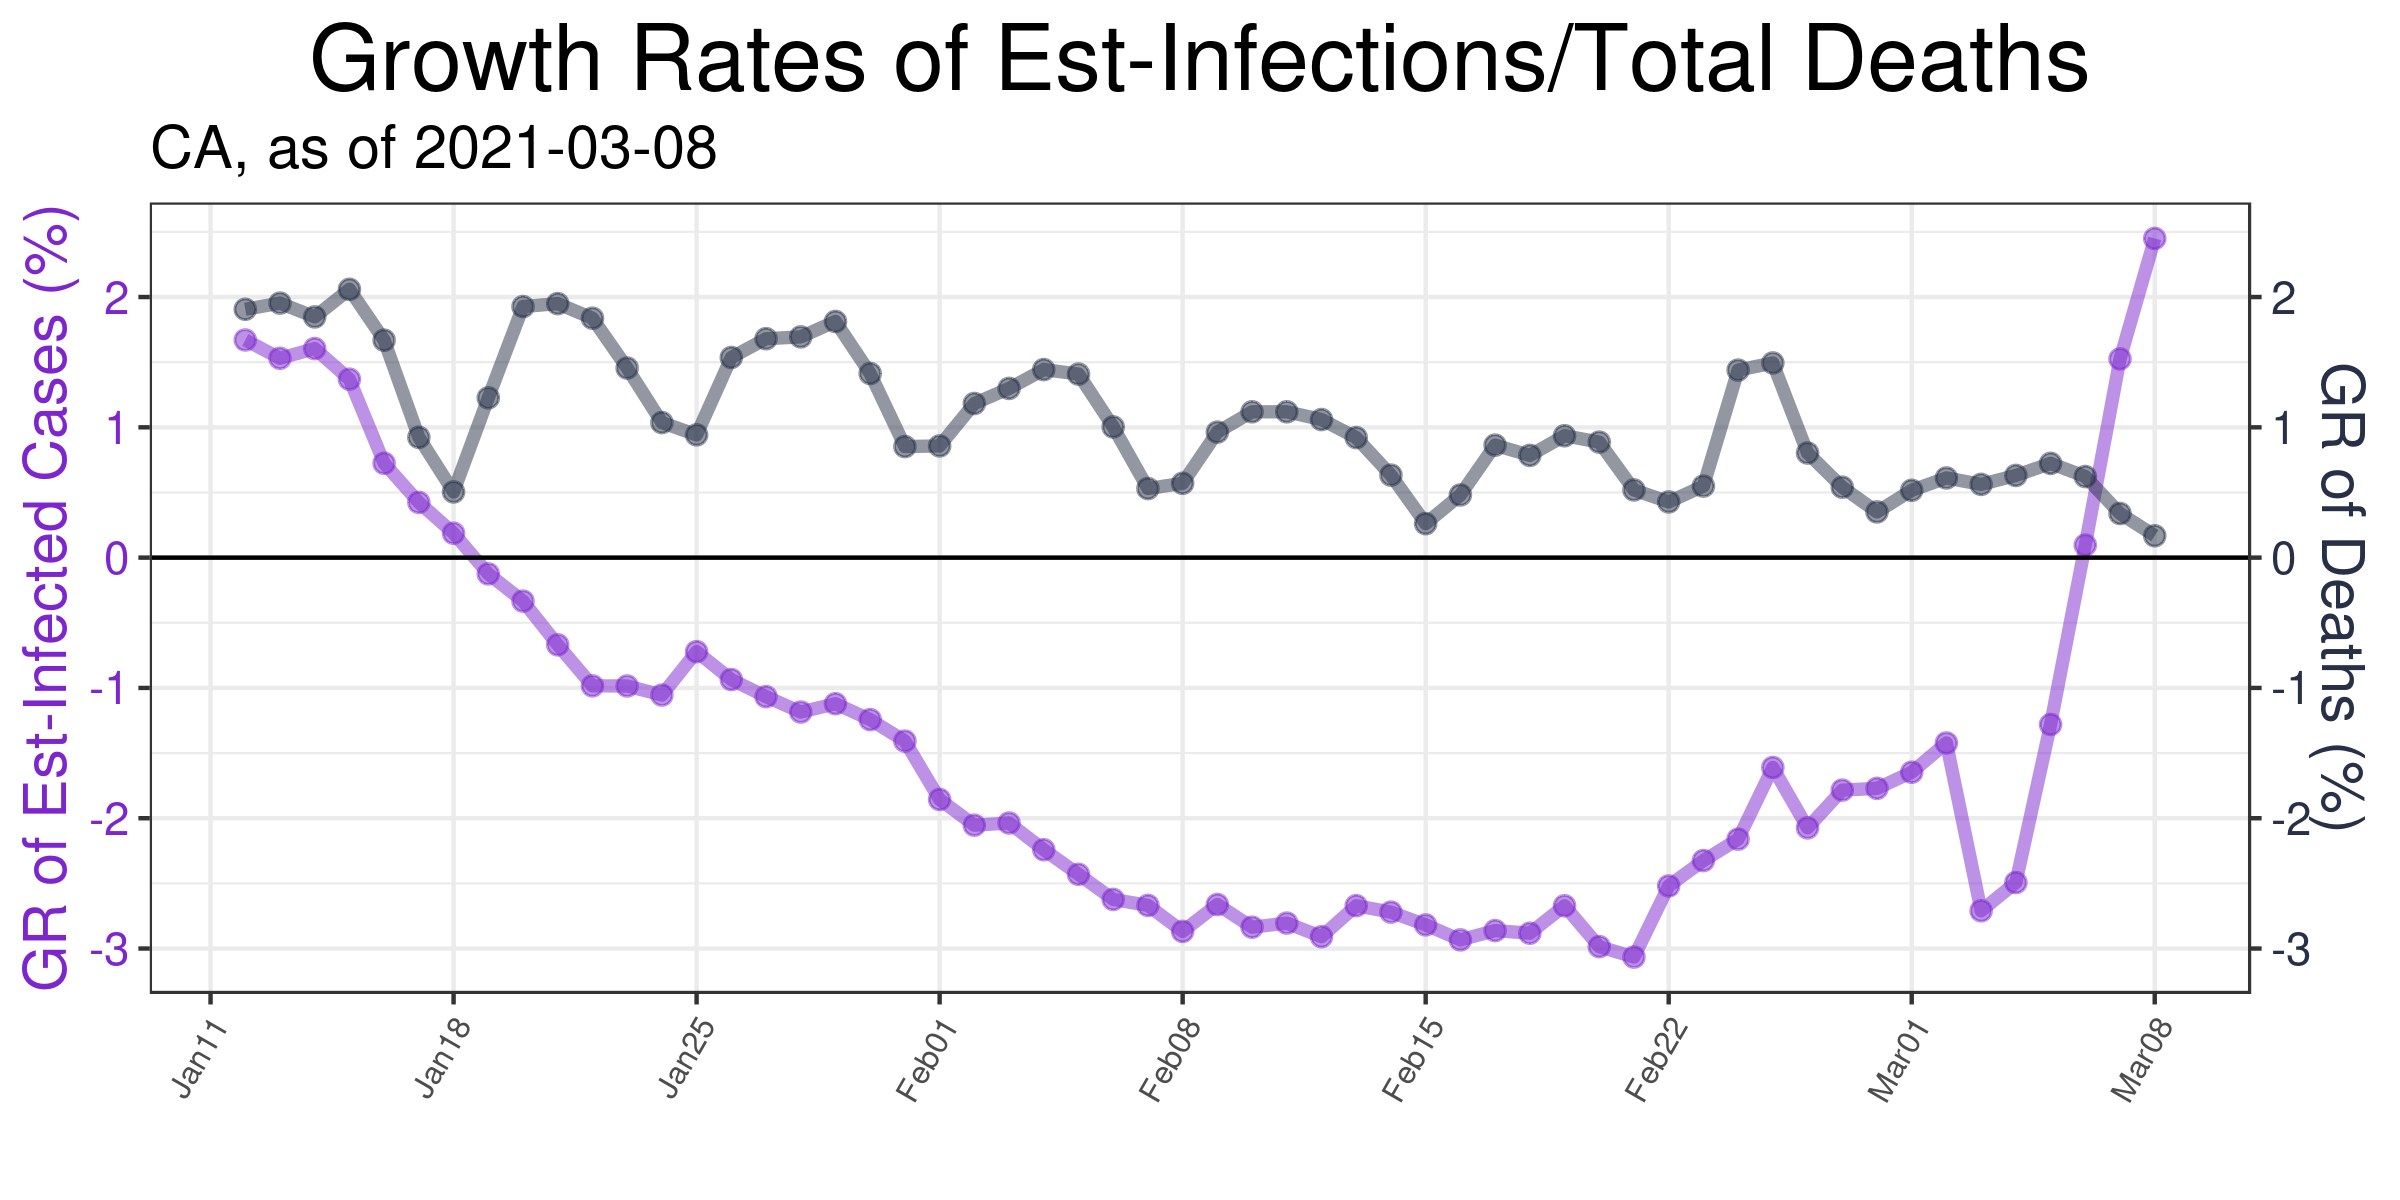 Growth Rates of Est-Infections/Total Deaths
CA, as of 2021-03-08
GR of Est-Infected Cases (%)
2
1
0
-1
-2
-3
2
1
0
-1
-2
-3
GR of Deaths (%)
Jan11
Jan18
Jan25
Feb01
Feb08
Feb15
Feb22
Mar01
Mar08